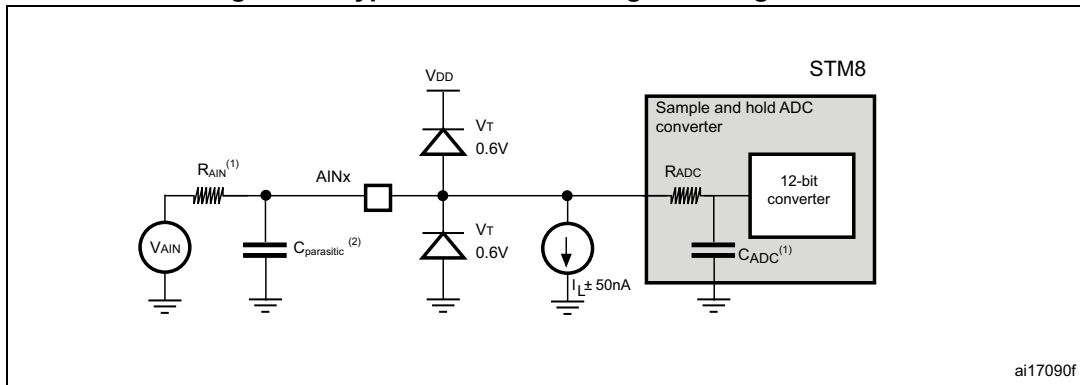 STM8
VDD
Sample and hold ADC
converter
VT
0.6V
RAIN(1)
AINx
RADC
12-bit
converter
VAIN
Cparasitic (2)
VT
0.6V
IL± 50nA
CADC(1)
ai17090f